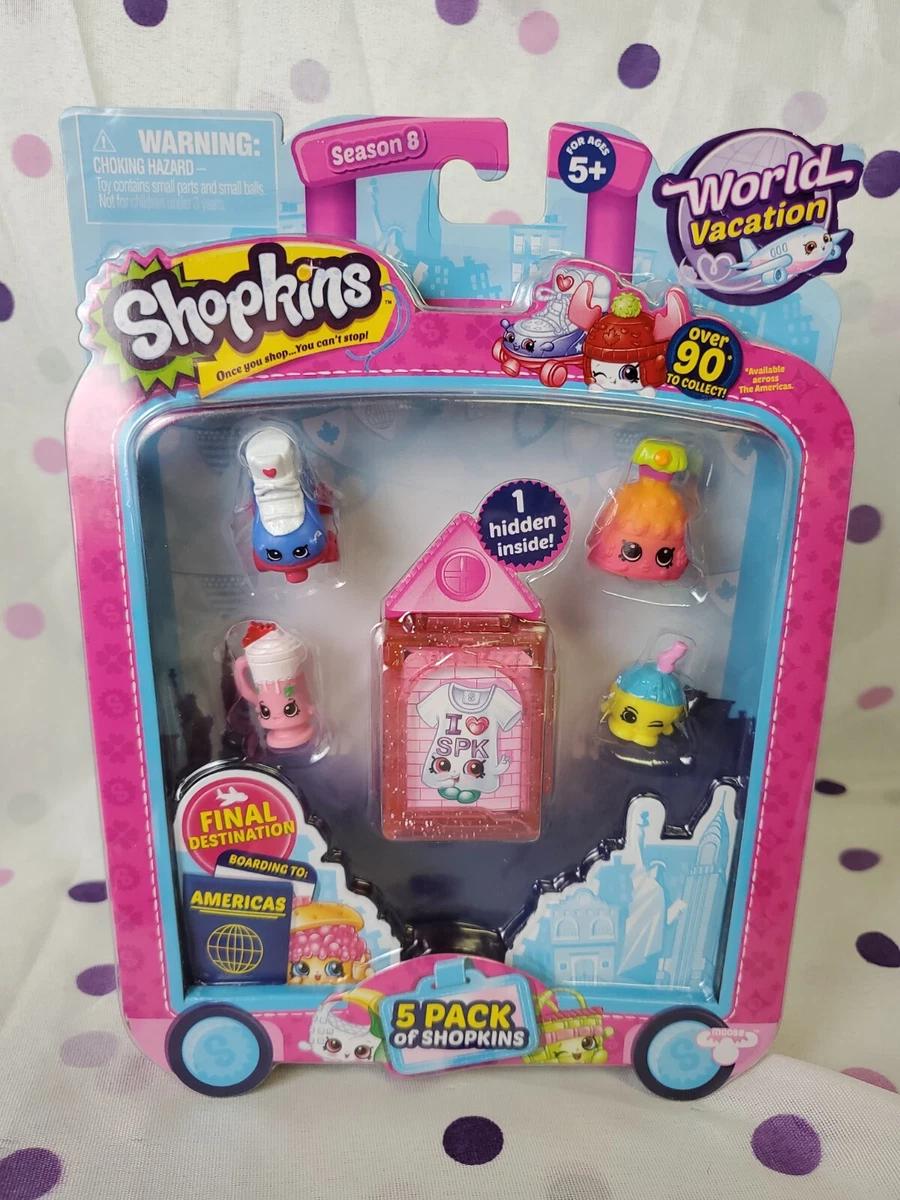 WARNING:
CHOKING HAZARD –
Toy contains small parts and small balls.
Not for children under 3 years.
Season 8
FOR AGES
5+
World
Vacation
Shopkins™
Once you shop...You can't stop!
over
90*
TO COLLECT!
*Available
across
The Americas.
1
hidden
inside!
S
I
SPK
FINAL
DESTINATION
BOARDING TO:
AMERICAS
5 PACK
OF SHOPKINS
S
S
moose